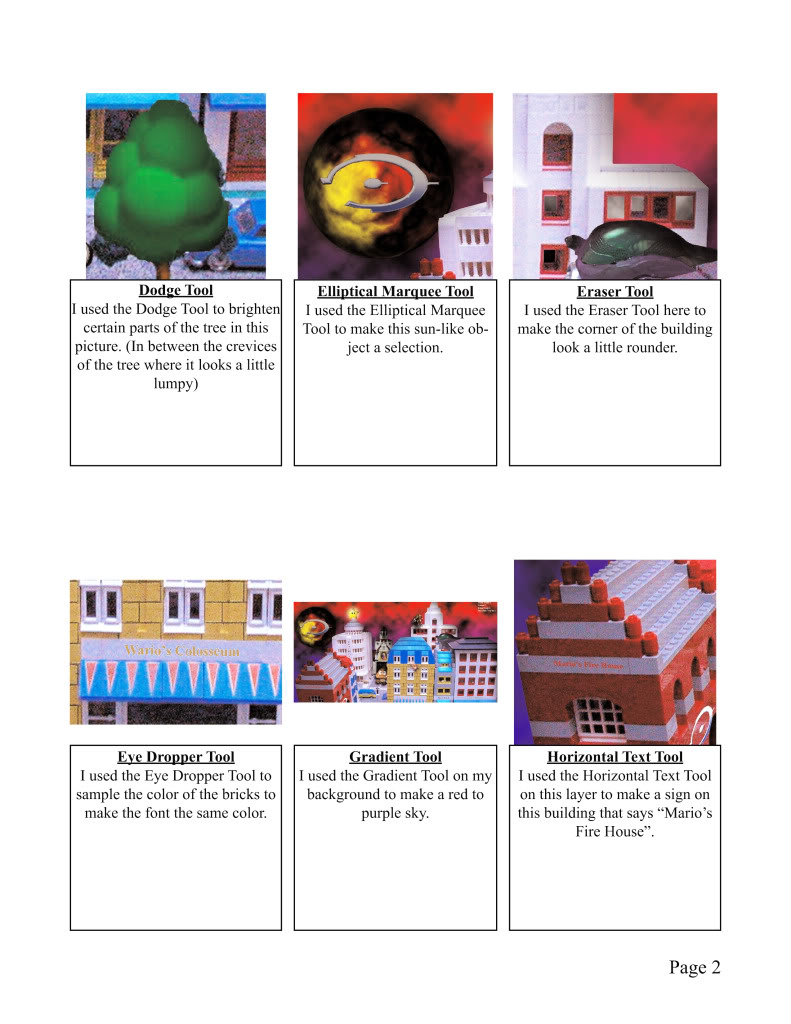 Dodge Tool
I used the Dodge Tool to brighten
certain parts of the tree in this
picture. (In between the crevices
of the tree where it looks a little
lumpy)
Elliptical Marquee Tool
I used the Elliptical Marquee
Tool to make this sun-like ob-
ject a selection.
Eraser Tool
I used the Eraser Tool here to
make the corner of the building
look a little rounder.
Wario's Colosseum
Mario's Fire House
Eye Dropper Tool
I used the Eye Dropper Tool to
sample the color of the bricks to
make the font the same color.
Gradient Tool
I used the Gradient Tool on my
background to make a red to
purple sky.
Horizontal Text Tool
I used the Horizontal Text Tool
on this layer to make a sign on
this building that says “Mario’s
Fire House”.
Page 2